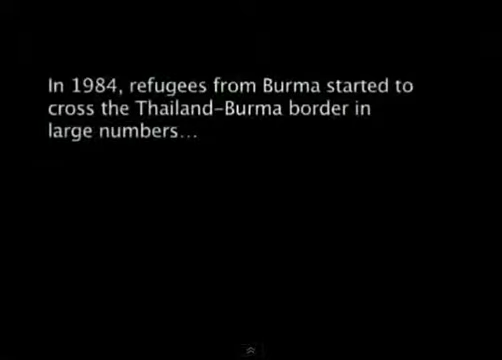 In 1984, refugees from Burma started to
cross the Thailand–Burma border in
large numbers...